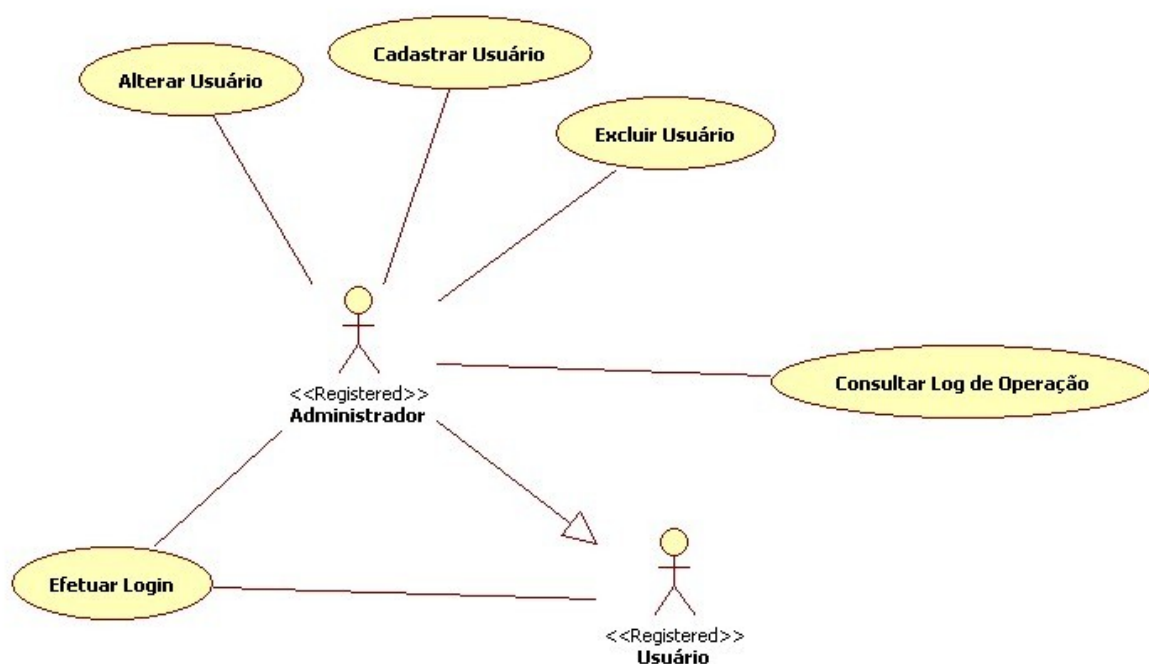 Cadastrar Usuário
Alterar Usuário
Excluir Usuário
<<Registered>>
Administrador
Consultar Log de Operação
Efetuar Login
<<Registered>>
Usuário